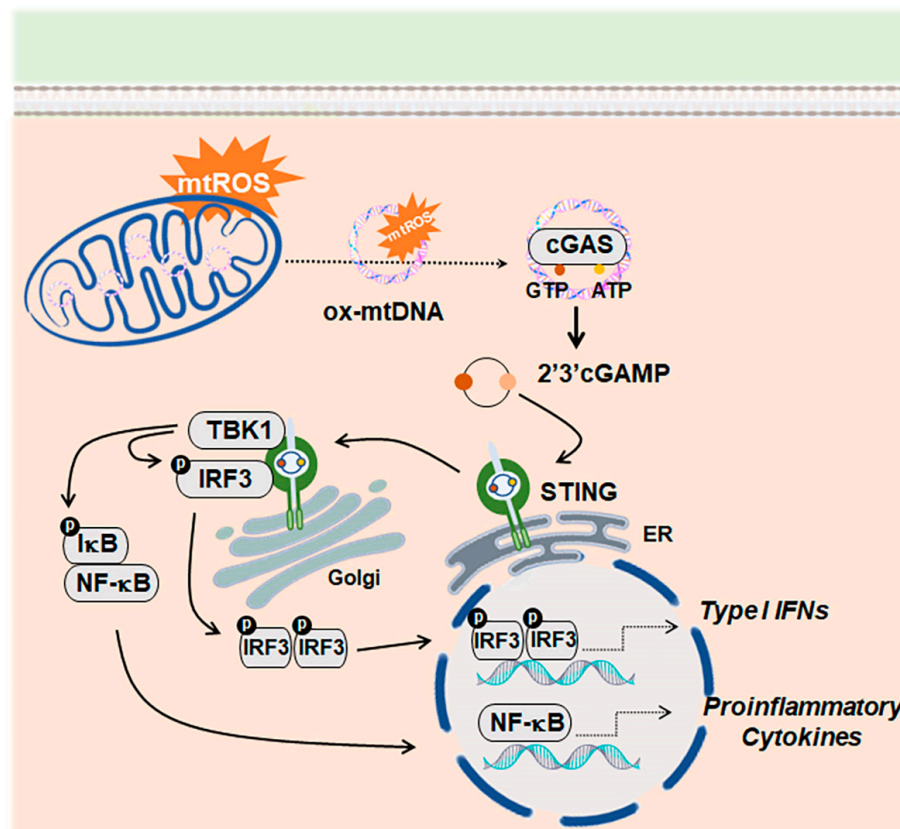 mtROS
mtROS
ox-mtDNA
cGAS
GTP ATP
2’3’cGAMP
TBK1
P
IRF3
STING
ER
P
IκB
NF-κB
Golgi
P P
IRF3 IRF3
P P
IRF3 IRF3
Type I IFNs
NF-κB
Proinflammatory
Cytokines